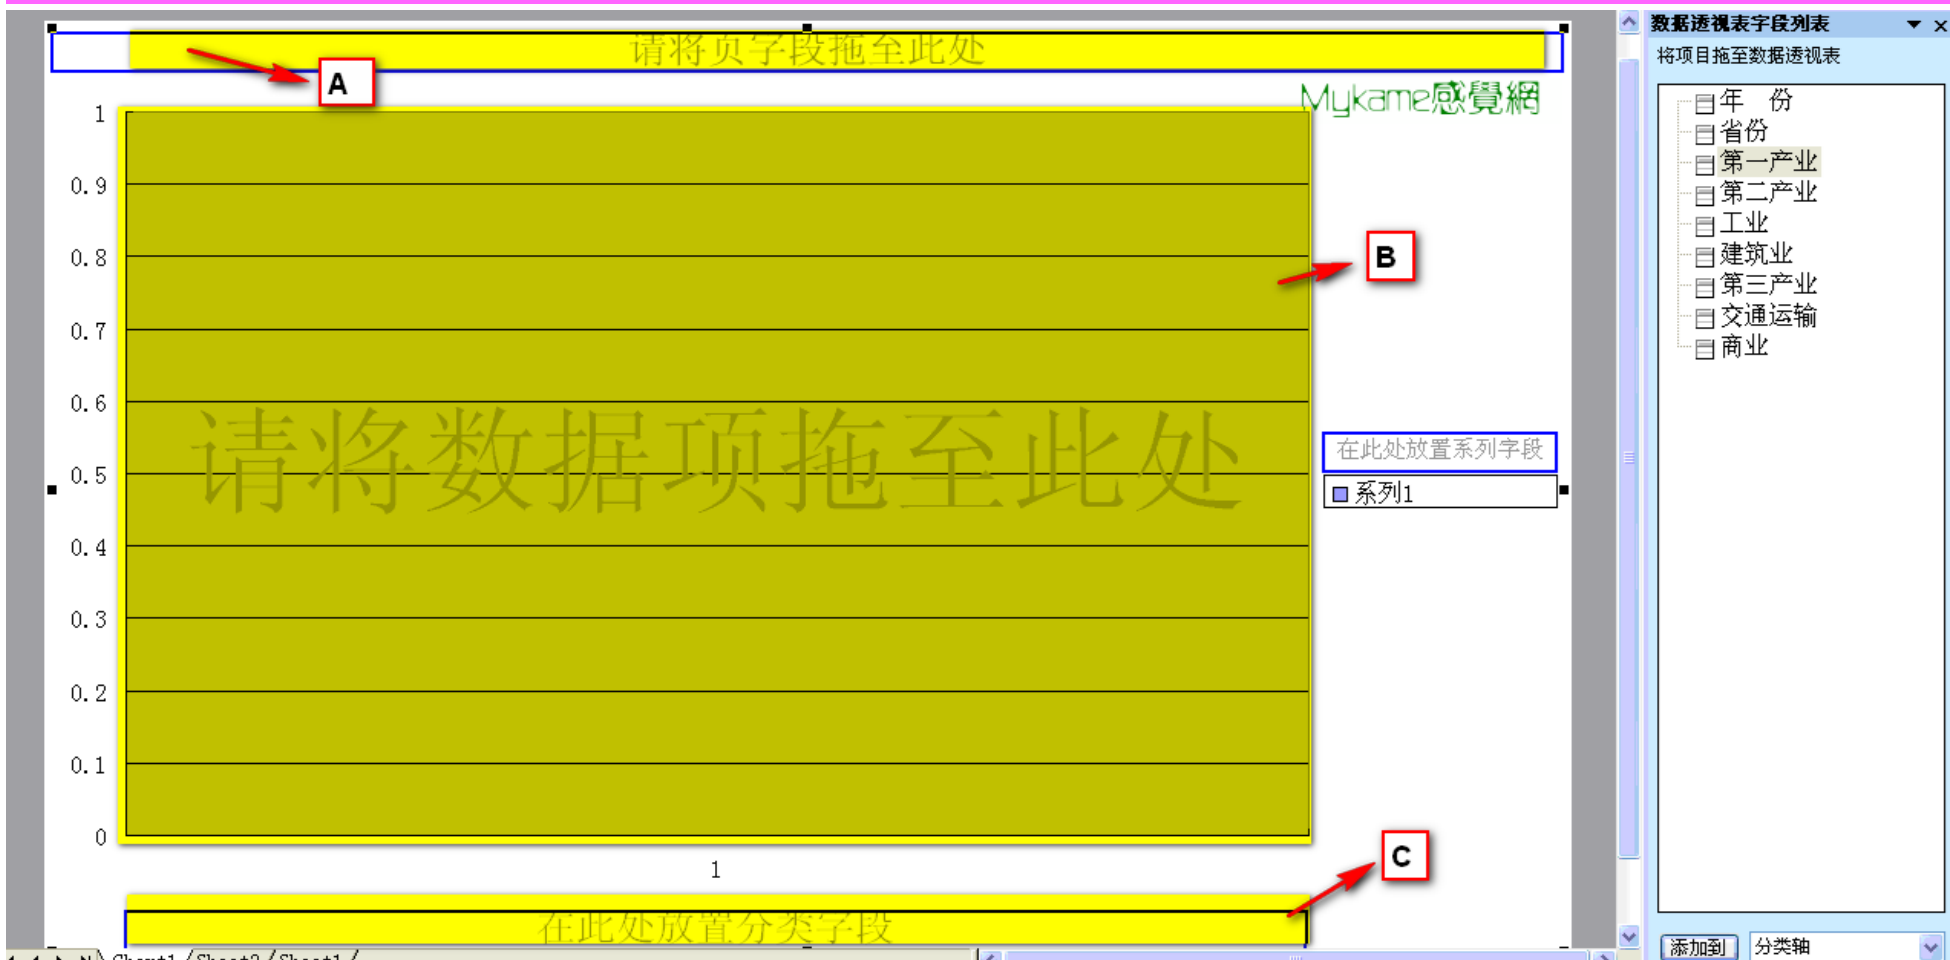 请将页字段拖至此处
A
Mykame感覺網
1
0.9
0.8
0.7
0.6
0.5
0.4
0.3
0.2
0.1
0
B
请将数据项拖至此处
在此处放置系列字段
系列1
1
C
在此处放置分类字段
Chart1 / Sheet2 / Sheet1 /
数据透视表字段列表
将项目拖至数据透视表
年 份
省份
第一产业
第二产业
工业
建筑业
第三产业
交通运输
商业
添加到
分类轴